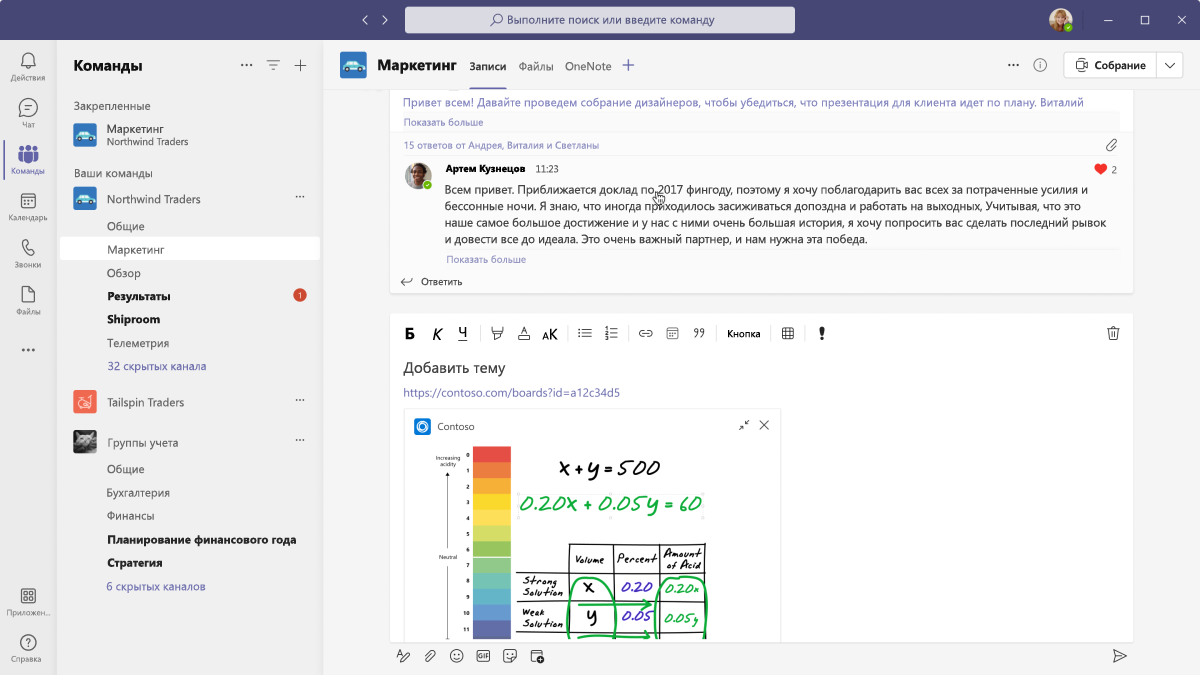 Выполните поиск или введите команду
Действия
Чат
Команды
Календарь
Звонки
Файлы
Приложен...
Справка
Команды
Закрепленные
Маркетинг
Northwind Traders
Ваши команды
Northwind Traders
Общие
Маркетинг
Обзор
Результаты
1
Shiproom
Телеметрия
32 скрытых канала
Tailspin Traders
Группы учета
Общие
Бухгалтерия
Финансы
Планирование финансового года
Стратегия
6 скрытых каналов
Маркетинг
Записи
Файлы
OneNote
Собрание
Привет всем! Давайте проведем собрание дизайнеров, чтобы убедиться, что презентация для клиента идет по плану. Виталий
Показать больше
15 ответов от Андрея, Виталия и Светланы
Артем Кузнецов 11:23
2
Всем привет. Приближается доклад по 2017 фингоду, поэтому я хочу поблагодарить вас всех за потраченные усилия и
бессонные ночи. Я знаю, что иногда приходилось засиживаться допоздна и работать на выходных, Учитывая, что это
наше самое большое достижение и у нас с ними очень большая история, я хочу попросить вас сделать последний рывок
и довести все до идеала. Это очень важный партнер, и нам нужна эта победа.
Показать больше
Ответить
Б К Ч А аК Кнопка
Добавить тему
https://contoso.com/boards?id=a12c34d5
Contoso
Increasing
acidity
Neutral
0
1
2
3
4
5
6
7
8
9
10
11
x + y = 500
0.20x + 0.05y = 60
Volume Percent Amount of Acid
Strong Solution x 0.20 0.20x
Weak Solution y 0.05 0.05y
GIF